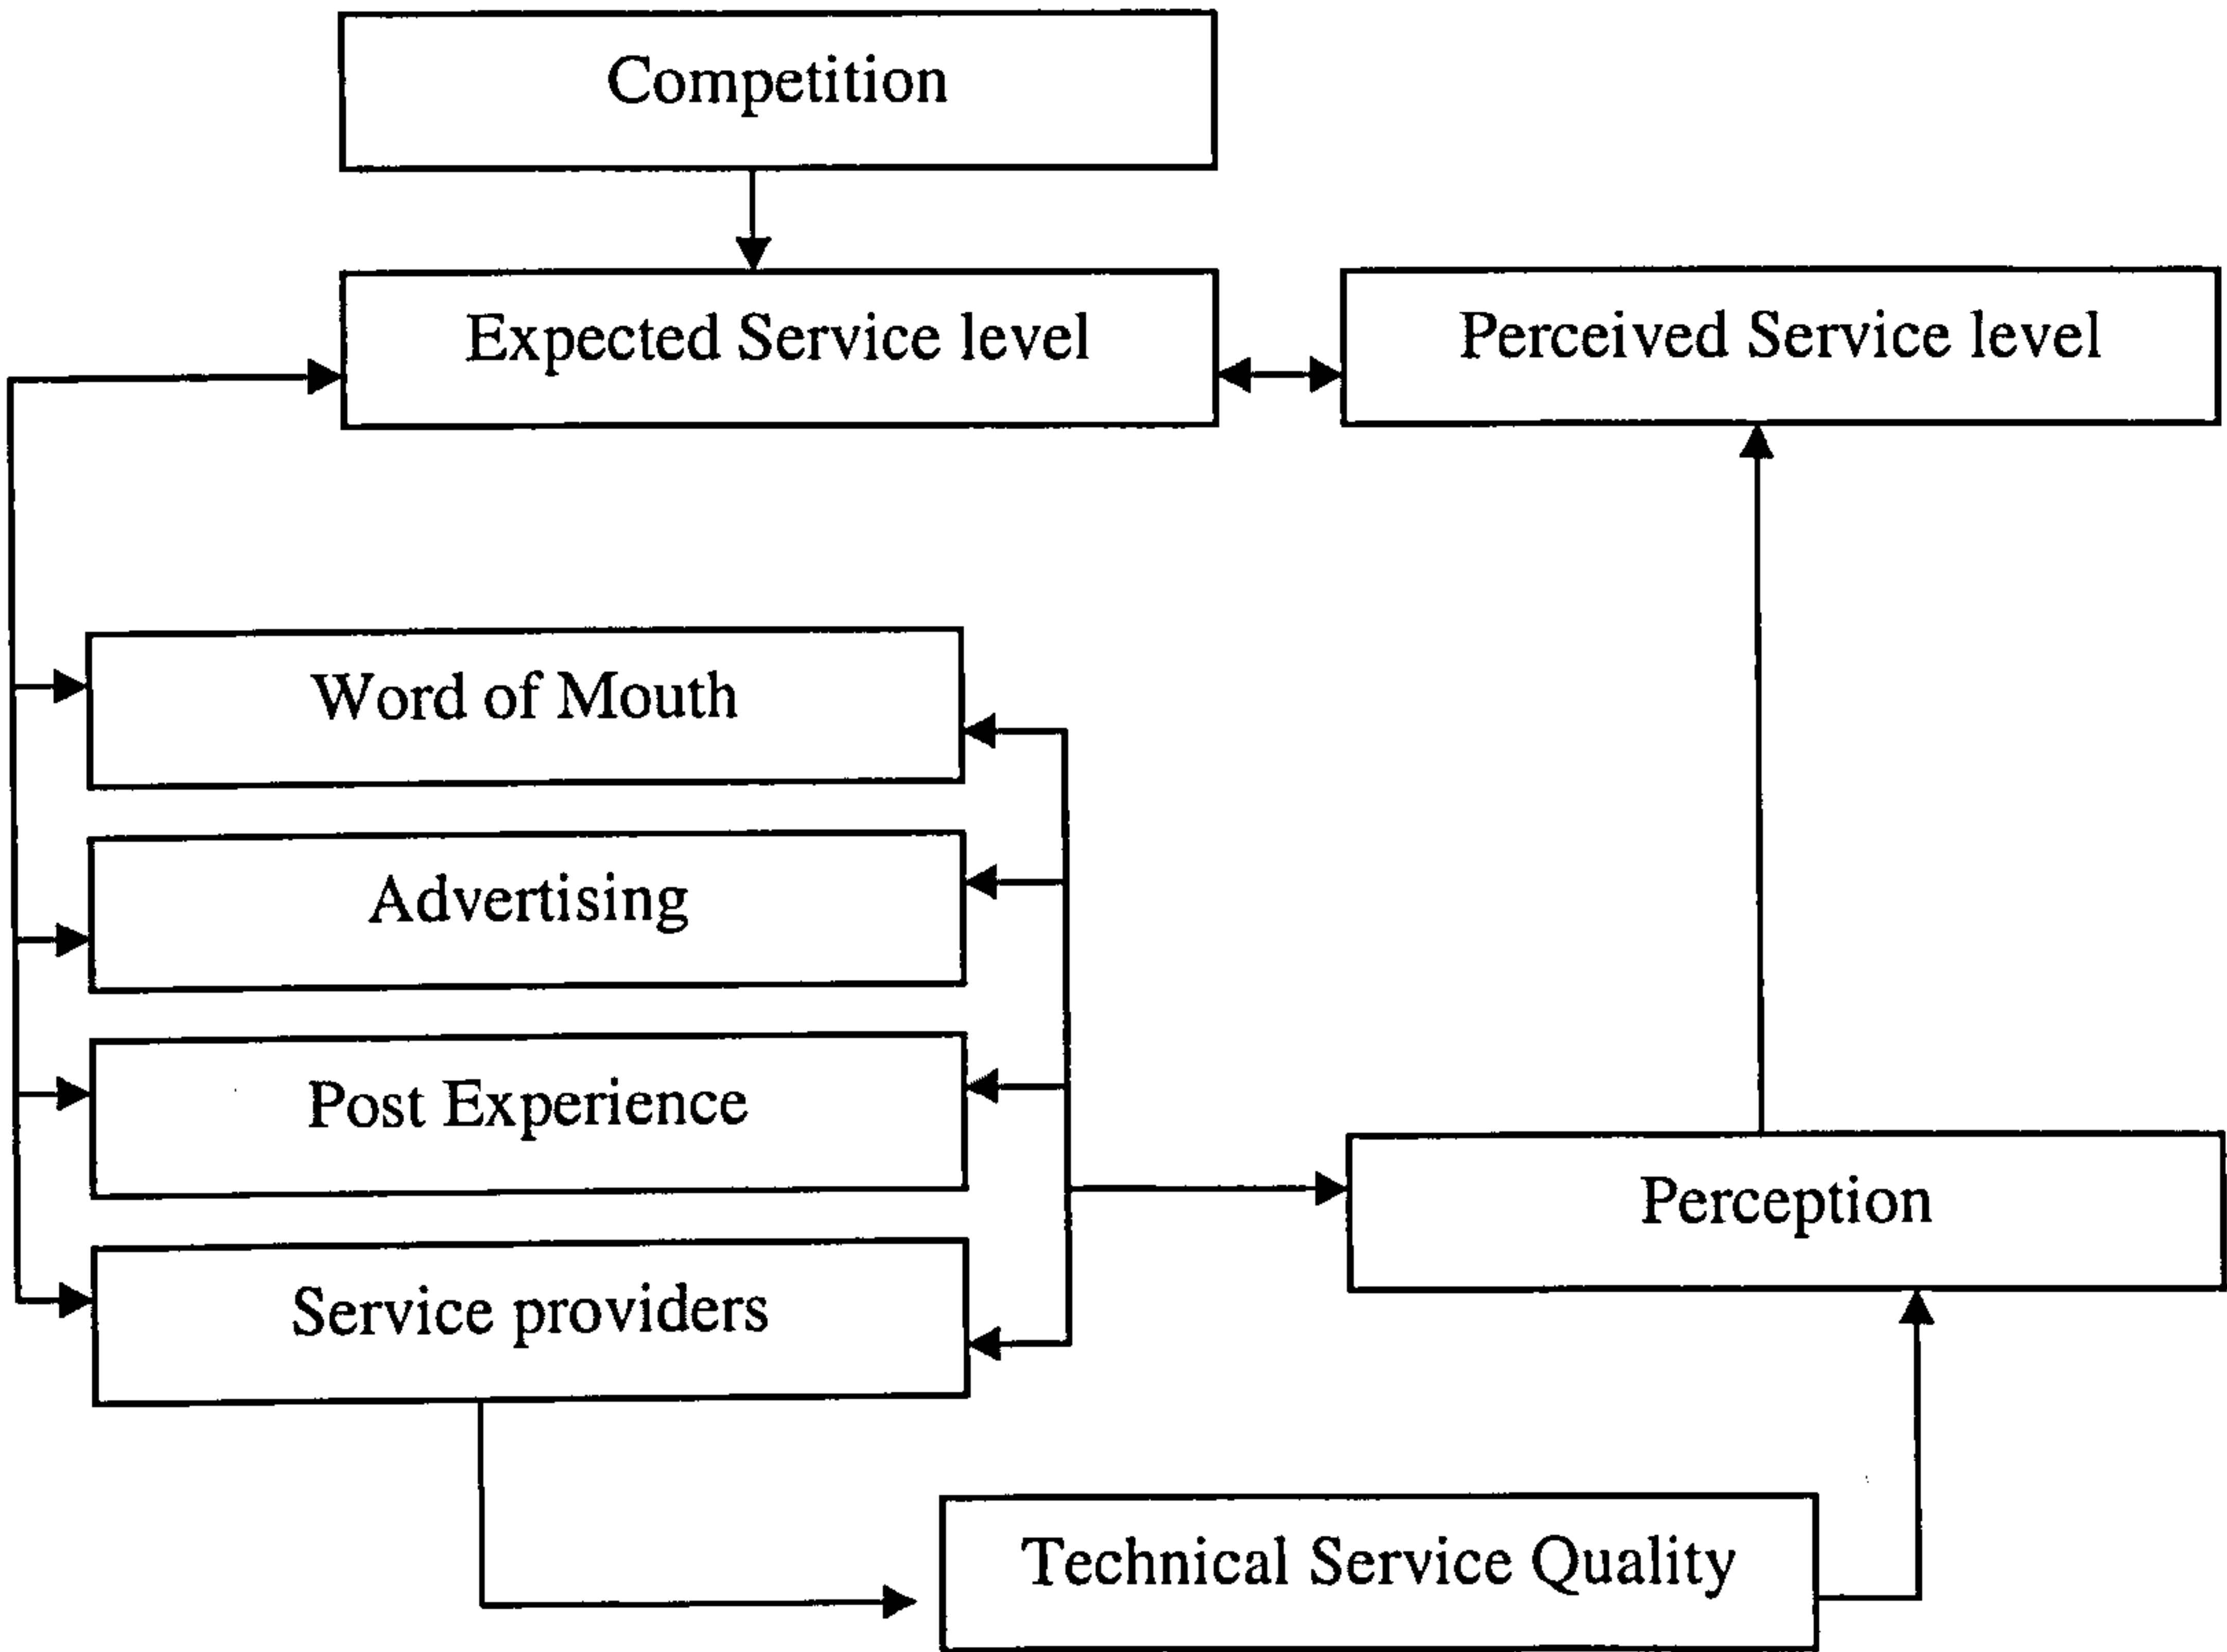 Competition
Expected Service level
Perceived Service level
Word of Mouth
Advertising
Post Experience
Service providers
Perception
Technical Service Quality